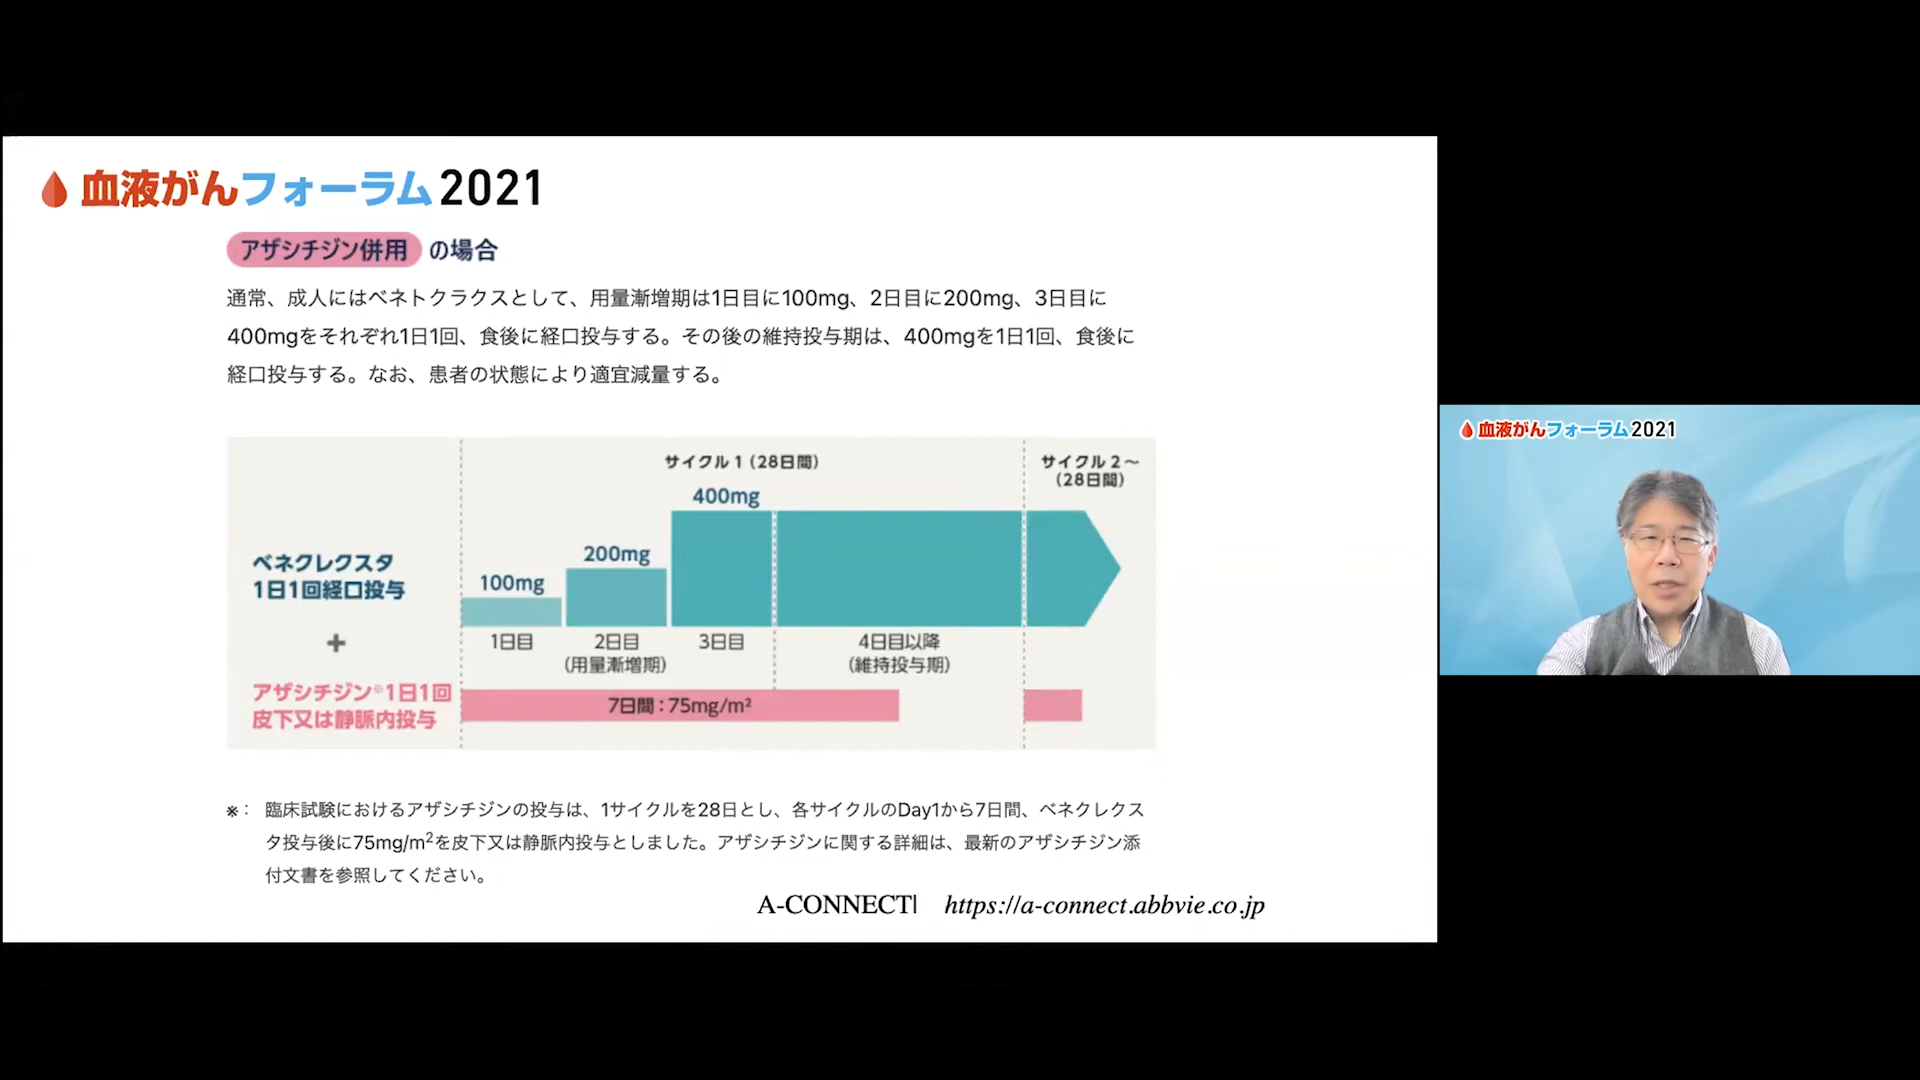 血液がんフォーラム2021
アザシチジン併用 の場合
通常、成人にはベネトクラクスとして、用量漸増期は1日目に100mg、2日目に200mg、3日目に
400mgをそれぞれ1日1回、食後に経口投与する。その後の維持投与期は、400mgを1日1回、食後に
経口投与する。なお、患者の状態により適宜減量する。
サイクル1(28日間)
サイクル2~
(28日間)
400mg
200mg
100mg
ベネクレクスタ
1日1回経口投与
1日目
2日目
(用量漸増期)
3日目
4日目以降
(維持投与期)
+
アザシチジン※1日1回
皮下又は静脈内投与
7日間:75mg/m²
※: 臨床試験におけるアザシチジンの投与は、1サイクルを28日とし、各サイクルのDay1から7日間、ベネクレクス
タ投与後に75mg/m²を皮下又は静脈内投与としました。アザシチジンに関する詳細は、最新のアザシチジン添
付文書を参照してください。
A-CONNECT| https://a-connect.abbvie.co.jp
血液がんフォーラム2021